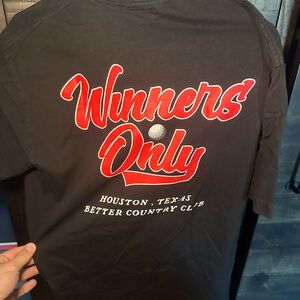 Winners
Only
HOUSTON, TEXAS
BETTER COUNTRY CLUB